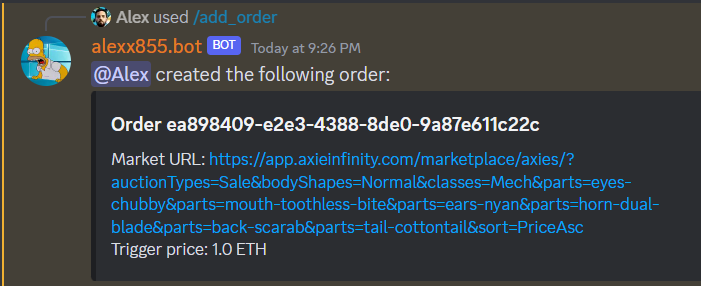 Alex used /add_order
alexx855.bot BOT Today at 9:26 PM
@Alex created the following order:
Order ea898409-e2e3-4388-8de0-9a87e611c22c
Market URL: https://app.axieinfinity.com/marketplace/axies/?
auctionTypes=Sale&bodyShapes=Normal&classes=Mech&parts=eyes-
chubby&parts=mouth-toothless-bite&parts=ears-nyan&parts=horn-dual-
blade&parts=back-scarab&parts=tail-cottontail&sort=PriceAsc
Trigger price: 1.0 ETH